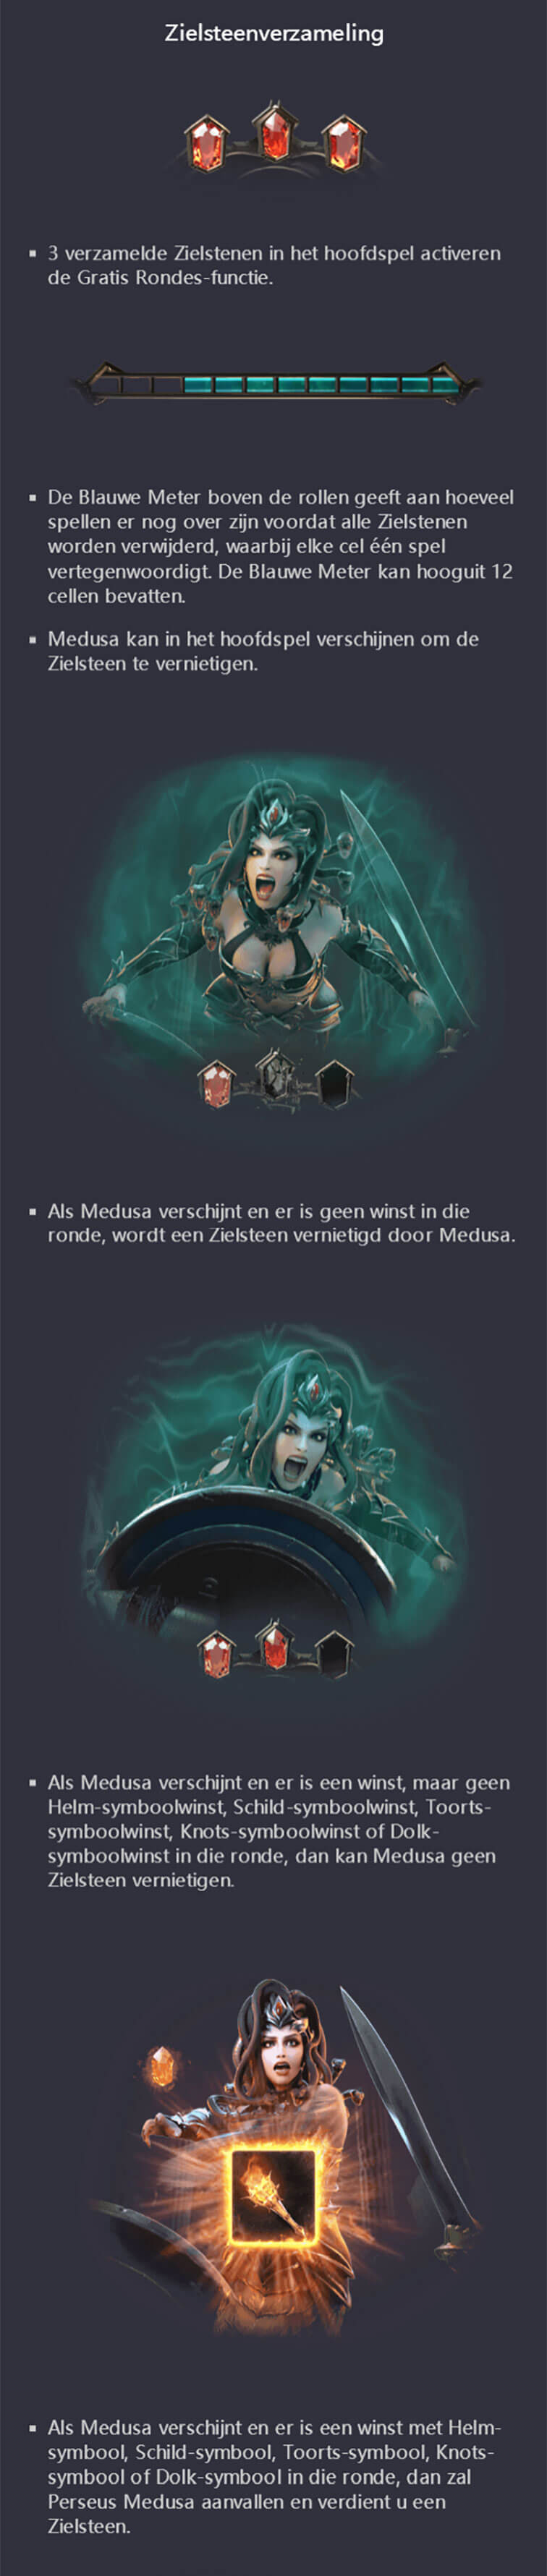 Zielsteenverzameling
▪ 3 verzamelde Zielstenen in het hoofdspel activeren
de Gratis Rondes-functie.
▪ De Blauwe Meter boven de rollen geeft aan hoeveel
spellen er nog over zijn voordat alle Zielstenen
worden verwijderd, waarbij elke cel één spel
vertegenwoordigt. De Blauwe Meter kan hooguit 12
cellen bevatten.
▪ Medusa kan in het hoofdspel verschijnen om de
Zielsteen te vernietigen.
▪ Als Medusa verschijnt en er is geen winst in die
ronde, wordt een Zielsteen vernietigd door Medusa.
▪ Als Medusa verschijnt en er is een winst, maar geen
Helm-symboolwinst, Schild-symboolwinst, Toorts-
symboolwinst, Knots-symboolwinst of Dolk-
symboolwinst in die ronde, dan kan Medusa geen
Zielsteen vernietigen.
▪ Als Medusa verschijnt en er is een winst met Helm-
symbool, Schild-symbool, Toorts-symbool, Knots-
symbool of Dolk-symbool in die ronde, dan zal
Perseus Medusa aanvallen en verdient u een
Zielsteen.